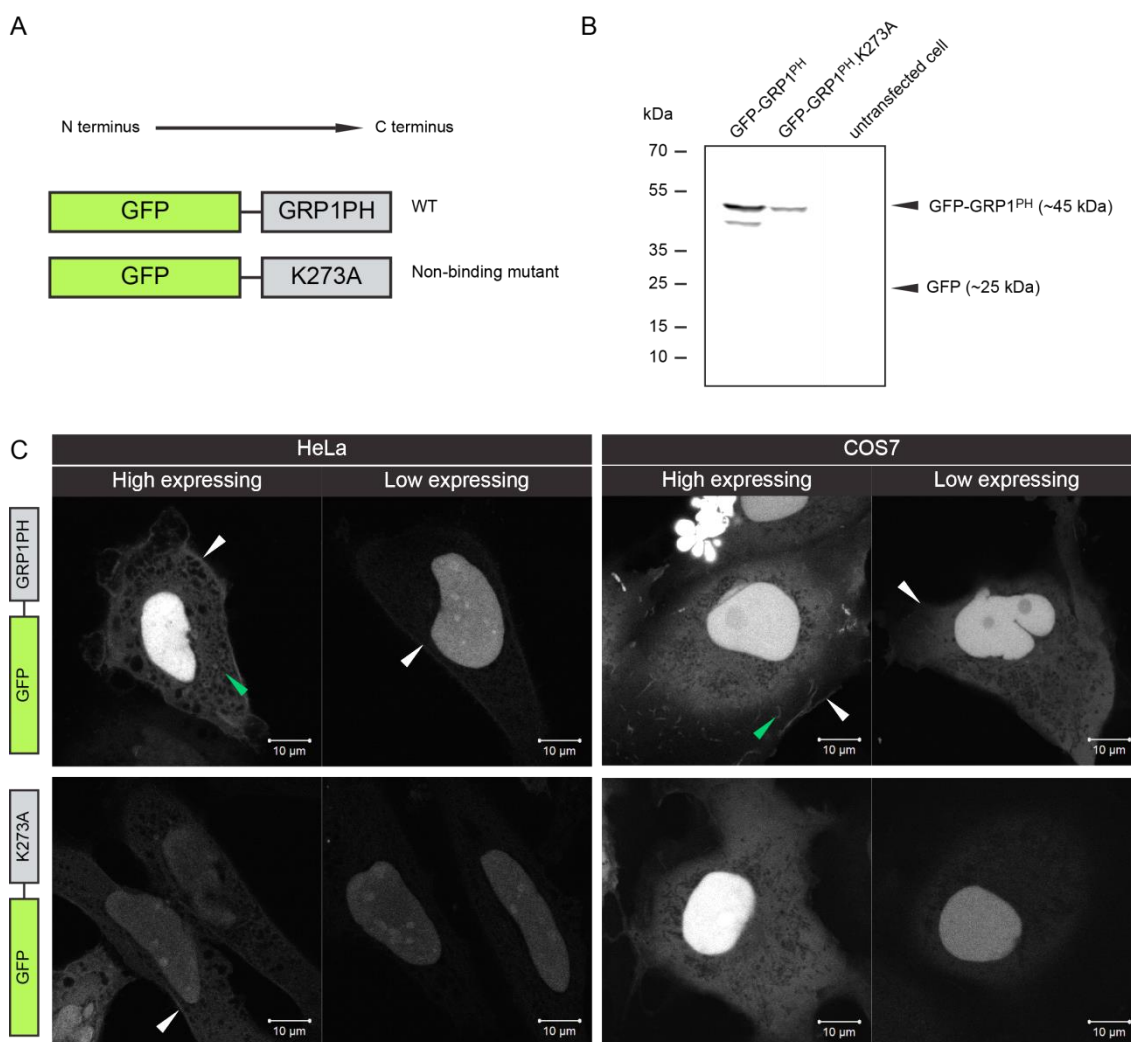 A
N terminus
C terminus
GFP
GRP1PH
WT
GFP
K273A
Non-binding mutant
B
kDa
GFP-GRP1PH
GFP-GRP1PH.K273A
untransfected cell
70
55
35
25
15
10
GFP-GRP1PH (~45 kDa)
GFP (~25 kDa)
C
HeLa
COS7
High expressing
Low expressing
High expressing
Low expressing
GRP1PH
GFP
10 µm
10 µm
10 µm
10 µm
K273A
GFP
10 µm
10 µm
10 µm
10 µm